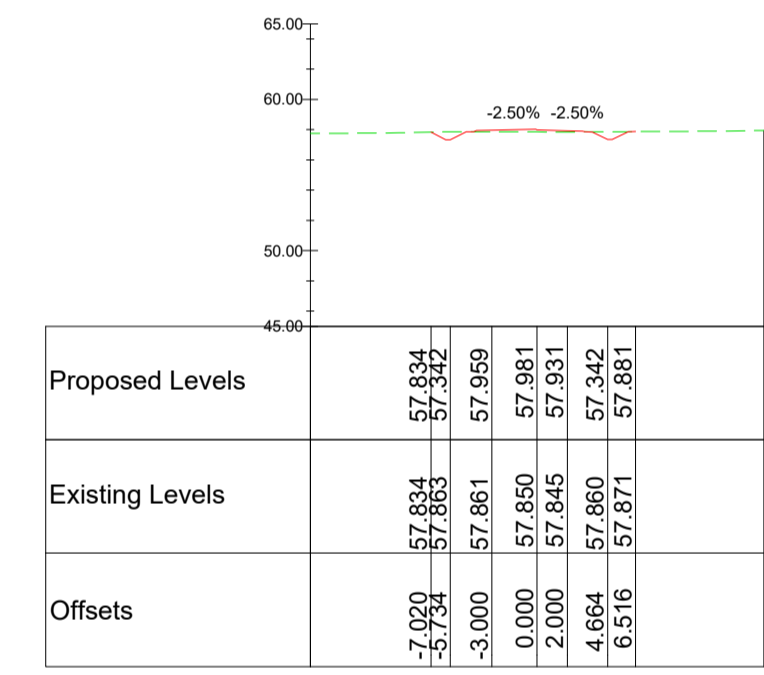 65.00
60.00
-2.50% -2.50%
50.00
45.00
Proposed Levels 57.834 57.342 57.959 57.981 57.931 57.342 57.881
Existing Levels 57.834 57.863 57.861 57.850 57.845 57.860 57.871
Offsets -7.020 -5.734 -3.000 0.000 2.000 4.664 6.516